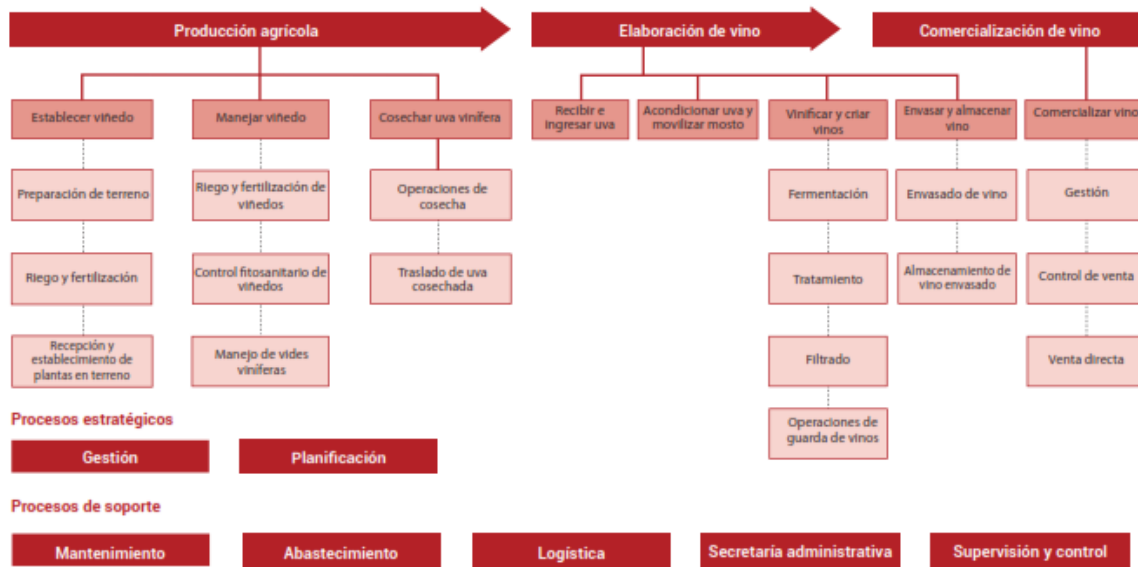 Producción agrícola
Elaboración de vino
Comercialización de vino
Establecer viñedo
Manejar viñedo
Cosechar uva vinífera
Recibir e
ingresar uva
Acondicionar uva y
movilizar mosto
Vinificar y criar
vinos
Envasar y almacenar
vino
Comercializar vino
Preparación de terreno
Riego y fertilización de
viñedos
Operaciones de
cosecha
Fermentación
Envasado de vino
Gestión
Riego y fertilización
Control fitosanitario de
viñedos
Traslado de uva
cosechada
Tratamiento
Almacenamiento de
vino envasado
Control de venta
Recepción y
establecimiento de
plantas en terreno
Manejo de vides
viníferas
Filtrado
Venta directa
Operaciones de
guarda de vinos
Procesos estratégicos
Gestión
Planificación
Procesos de soporte
Mantenimiento
Abastecimiento
Logística
Secretaría administrativa
Supervisión y control